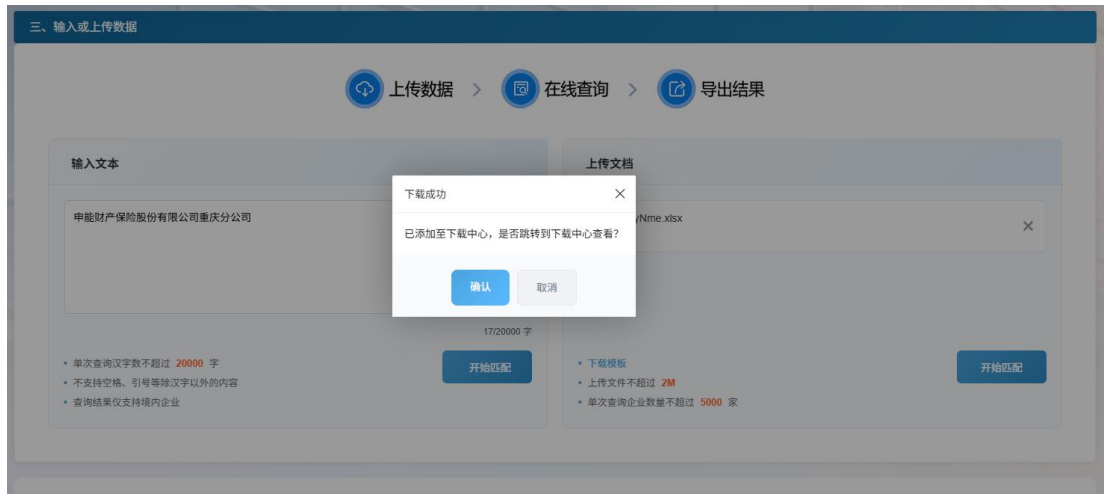 三、输入或上传数据
上传数据 > 在线查询 > 导出结果
输入文本
上传文档
下载成功
申能财产保险股份有限公司重庆分公司
yNme.xlsx
已添加至下载中心，是否跳转到下载中心查看？
确认
取消
17/20000 字
• 单次查询汉字数不超过 20000 字
• 不支持空格、引号等除汉字以外的内容
• 查询结果仅支持境内企业
开始匹配
• 下载模板
• 上传文件不超过 2M
• 单次查询企业数量不超过 5000 家
开始匹配